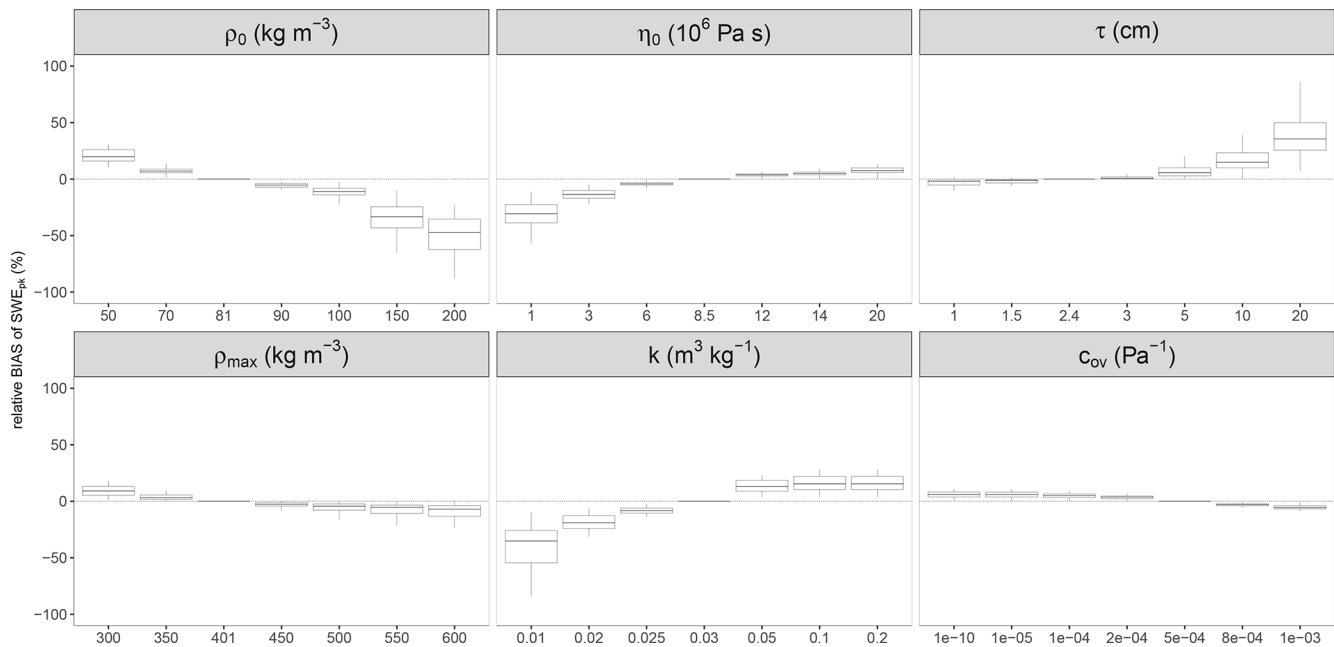 ρ₀ (kg m⁻³)
η₀ (10⁶ Pa s)
τ (cm)
100
50
0
−50
−100
50 70 81 90 100 150 200
1 3 6 8.5 12 14 20
1 1.5 2.4 3 5 10 20
relative BIAS of SWEpk (%)
ρmax (kg m⁻³)
k (m³ kg⁻¹)
cov (Pa⁻¹)
100
50
0
−50
−100
300 350 401 450 500 550 600
0.01 0.02 0.025 0.03 0.05 0.1 0.2
1e−10 1e−05 1e−04 2e−04 5e−04 8e−04 1e−03